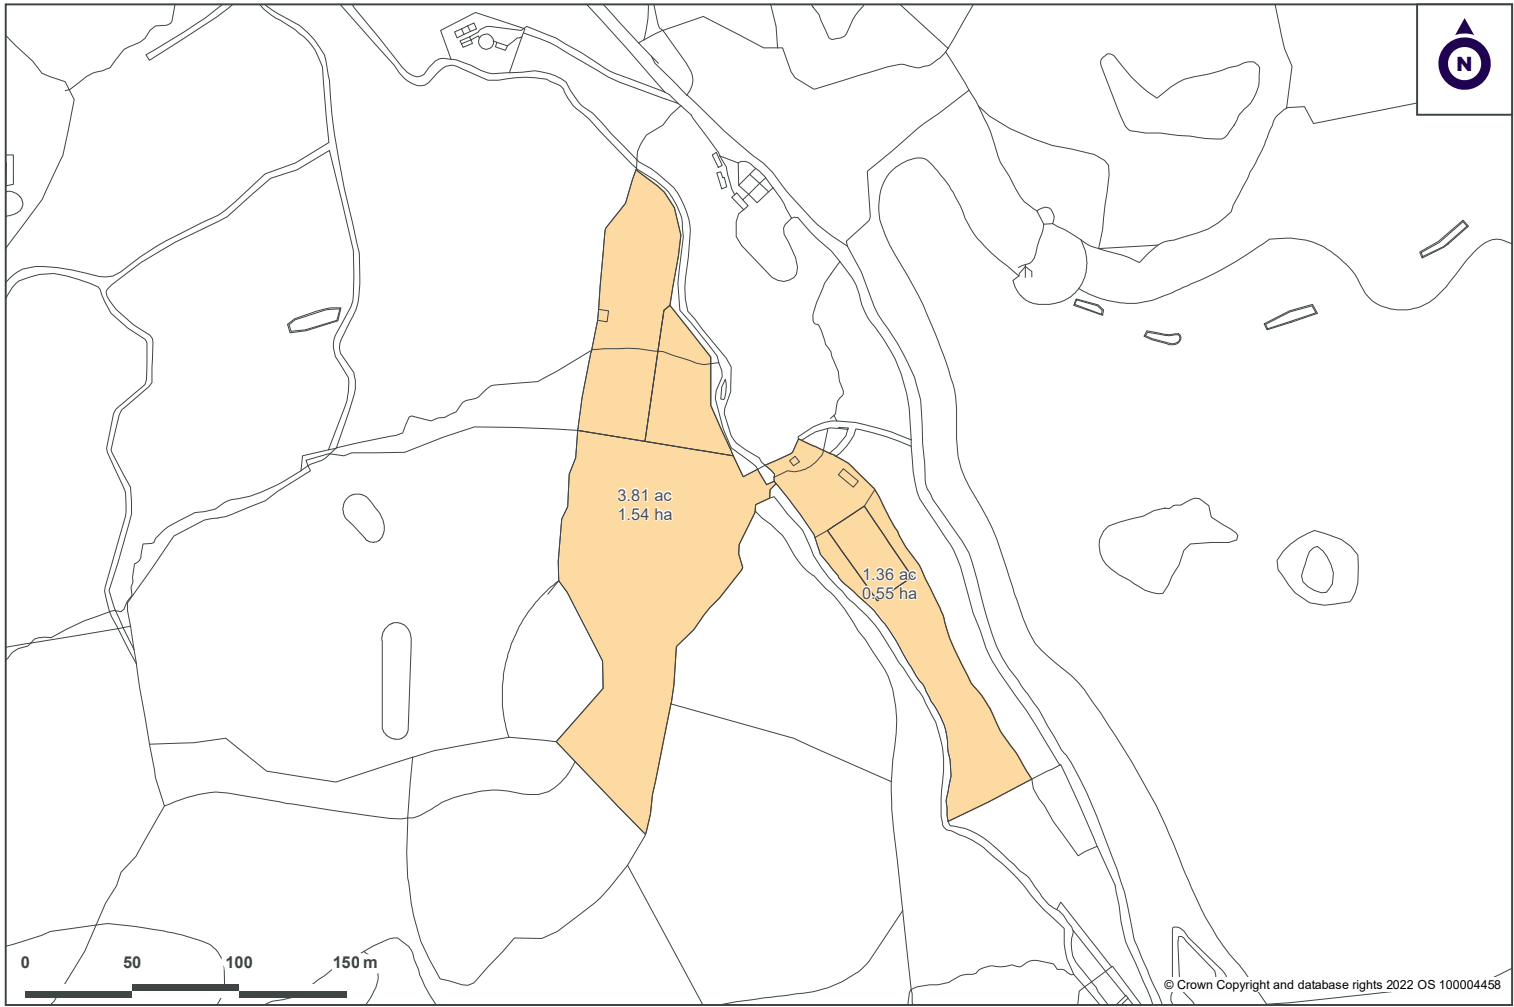 N
3.81 ac
1.54 ha
1.36 ac
0.55 ha
0 50 100 150 m
© Crown Copyright and database rights 2022 OS 100004458